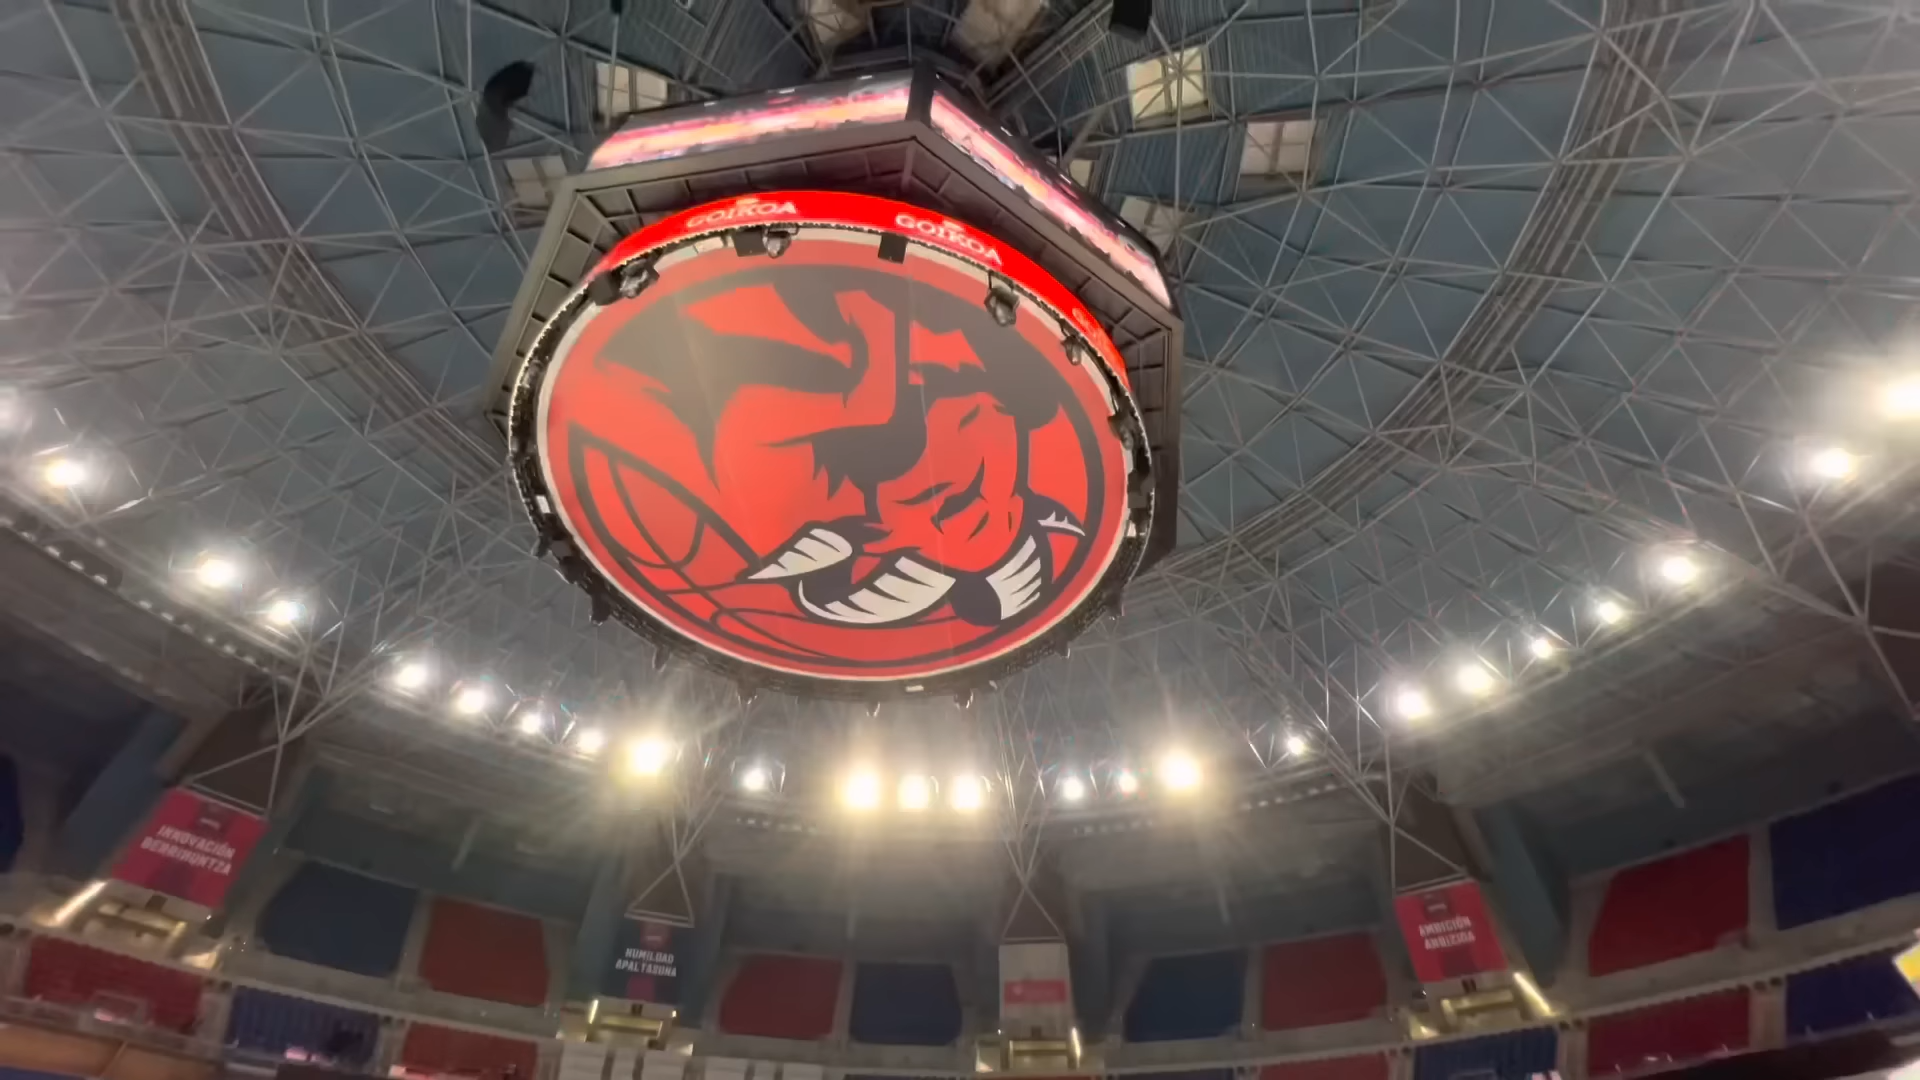 GOIKOA
GOIKOA
INNOVACIÓN
BERRIKUNTZA
HUMILDAD
APALTASUNA
AMBICIÓN
ANBIZIOA